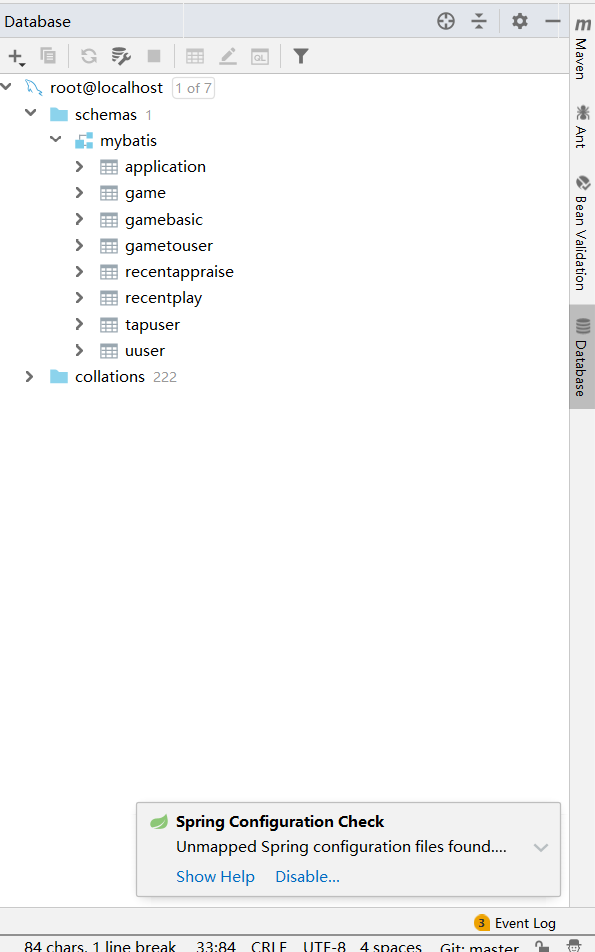 Database
root@localhost 1 of 7
schemas 1
mybatis
application
game
gamebasic
gametouser
recentappraise
recentplay
tapuser
uuser
collations 222
QL
m
Maven
Ant
Bean Validation
Database
Spring Configuration Check
Unmapped Spring configuration files found....
Show Help Disable...
3 Event Log
84 chars, 1 line break 33:84 CRLF UTF-8 4 spaces Git: master